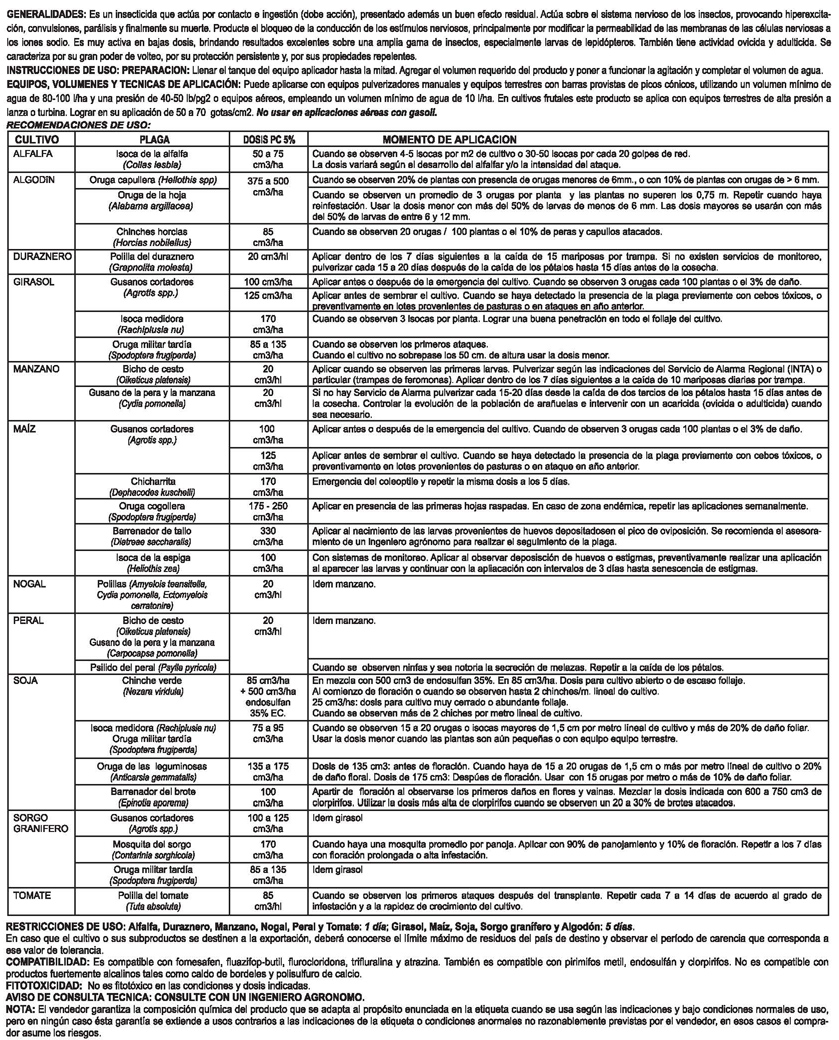 GENERALIDADES: Es un insecticida que actúa por contacto e ingestión (dobe acción), presentado además un buen efecto residual. Actúa sobre el sistema nervioso de los insectos, provocando hiperexcita-
ción, convulsiones, parálisis y finalmente su muerte. Producte el bloqueo de la conducción de los estímulos nerviosos, principalmente por modificar la permeabilidad de las membranas de las células nerviosas a
los iones sodio. Es muy activa en bajas dosis, brindando resultados excelentes sobre una amplia gama de insectos, especialmente larvas de lepidópteros. También tiene actividad ovicida y adulticida. Se
caracteriza por su gran poder de volteo, por su protección persistente y, por sus propiedades repelentes.
INSTRUCCIONES DE USO: PREPARACION: Llenar el tanque del equipo aplicador hasta la mitad. Agregar el volumen requerido del producto y poner a funcionar la agitación y completar el volumen de agua.
EQUIPOS, VOLUMENES Y TECNICAS DE APLICACIÓN: Puede aplicarse con equipos pulverizadores manuales y equipos terrestres con barras provistas de picos cónicos, utilizando un volumen mínimo de
agua de 80-100 l/ha y una presión de 40-50 lb/pg2 o equipos aéreos, empleando un volumen mínimo de agua de 10 l/ha. En cultivos frutales este producto se aplica con equipos terrestres de alta presión a
lanza o turbina. Lograr en su aplicación de 50 a 70 gotas/cm2. No usar en aplicaciones aéreas con gasoil.
RECOMENDACIONES DE USO:
CULTIVO PLAGA DOSIS PC 5% MOMENTO DE APLICACION
ALFALFA Isoca de la alfalfa 50 a 75 Cuando se observen 4-5 isocas por m2 de cultivo o 30-50 isocas por cada 20 golpes de red.
(Colias lesbia) cm3/ha La dosis variará según el desarrollo del alfalfar y/o la intensidad del ataque.
ALGODÍN Oruga capullera (Heliothis spp) 375 a 500 Cuando se observen 20% de plantas con presencia de orugas menores de 6mm., o con 10% de plantas con orugas de > 6 mm.
cm3/ha
Oruga de la hoja Cuando se observen un promedio de 3 orugas por planta y las plantas no superen los 0,75 m. Repetir cuando haya
(Alabama argillacea) reinfestación. Usar la dosis menor con más del 50% de larvas de menos de 6 mm. Las dosis mayores se usarán con más
del 50% de larvas de entre 6 y 12 mm.
Chinches horcias 85 Cuando se observen 20 orugas / 100 plantas o el 10% de peras y capullos atacados.
(Horcias nobilellus) cm3/ha
DURAZNERO Polilla del duraznero 20 cm3/hl Aplicar dentro de los 7 días siguientes a la caída de 15 mariposas por trampa. Si no existen servicios de monitoreo,
(Grapnolita molesta) pulverizar cada 15 a 20 días después de la caída de los pétalos hasta 15 días antes de la cosecha.
GIRASOL Gusanos cortadores 100 cm3/ha Aplicar antes o después de la emergencia del cultivo. Cuando se observen 3 orugas cada 100 plantas o el 3% de daño.
(Agrotis spp.) 125 cm3/ha Aplicar antes de sembrar el cultivo. Cuando se haya detectado la presencia de la plaga previamente con cebos tóxicos, o
preventivamente en lotes provenientes de pasturas o en ataques en año anterior.
Isoca medidora 170 Cuando se observen 3 isocas por planta. Lograr una buena penetración en todo el follaje del cultivo.
(Rachiplusia nu) cm3/ha
Oruga militar tardía 85 a 135 Cuando se observen los primeros ataques.
(Spodoptera frugiperda) cm3/ha Cuando el cultivo no sobrepase los 50 cm. de altura usar la dosis menor.
MANZANO Bicho de cesto 20 Aplicar cuando se observen las primeras larvas. Pulverizar según las indicaciones del Servicio de Alarma Regional (INTA) o
(Oiketicus platensis) cm3/hl particular (trampas de feromonas). Aplicar dentro de los 7 días siguientes a la caída de 10 mariposas diarias por trampa.
Gusano de la pera y la manzana 20 Si no hay Servicio de Alarma pulverizar cada 15-20 días desde la caída de dos tercios de los pétalos hasta 15 días antes de
(Cydia pomonella) cm3/hl la cosecha. Controlar la evolución de la población de arañuelas e intervenir con un acaricida (ovicida o adulticida) cuando
sea necesario.
MAÍZ Gusanos cortadores 100 Aplicar antes o después de la emergencia del cultivo. Cuando de observen 3 orugas cada 100 plantas o el 3% de daño.
(Agrotis spp.) cm3/ha
125 Aplicar antes de sembrar el cultivo. Cuando se haya detectado la presencia de la plaga previamente con cebos tóxicos, o
cm3/ha preventivamente en lotes provenientes de pasturas o en ataque en año anterior.
Chicharrita 170 Emergencia del coleoptile y repetir la misma dosis a los 5 días.
(Dephacodes kuschelli) cm3/ha
Oruga cogollera 175 - 250 Aplicar en presencia de las primeras hojas raspadas. En caso de zona endémica, repetir las aplicaciones semanalmente.
(Spodoptera frugiperda) cm3/ha
Barrenador de tallo 330 Aplicar al nacimiento de las larvas provenientes de huevos depositadosen el pico de oviposición. Se recomienda el asesora-
(Dietreae saccharalis) cm3/ha miento de un ingeniero agrónomo para realizar el seguimiento de la plaga.
Isoca de la espiga 100 Con sistemas de monitoreo. Aplicar al observar deposición de huevos o estigmas, preventivamente realizar una aplicación
(Heliothis zea) cm3/ha al aparecer las larvas y continuar con la apliacación con intervalos de 3 días hasta senescencia de estigmas.
NOGAL Polillas (Amyelois teensitella, 20 Idem manzano.
Cydia pomonella, Ectomyelois cm3/hl
cerratonire)
PERAL Bicho de cesto 20 Idem manzano.
(Oiketicus platensis) cm3/hl
Gusano de la pera y la manzana
(Carpocapsa pomonella)
Psilido del peral (Psylla pyricola) Cuando se observen ninfas y sea notoria la secreción de melazas. Repetir a la caída de los pétalos.
SOJA Chinche verde 85 cm3/ha En mezcla con 500 cm3 de endosulfan 35%. En 85 cm3/ha. Dosis para cultivo abierto o de escaso follaje.
(Nezara viridula) + 500 cm3/ha Al comienzo de floración o cuando se observen hasta 2 chinches/m. lineal de cultivo.
endosulfan 25 cm3/hs: dosis para cultivo muy cerrado o abundante follaje.
35% EC. Cuando se observen más de 2 chiches por metro lineal de cultivo.
Isoca medidora (Rachiplusia nu) 75 a 95 Cuando se observen 15 a 20 orugas o isocas mayores de 1,5 cm por metro lineal de cultivo y más de 20% de daño foliar.
Oruga militar tardía cm3/ha Usar la dosis menor cuando las plantas son aún pequeñas o con equipo equipo terrestre.
(Spodoptera frugiperda)
Oruga de las leguminosas 135 a 175 Dosis de 135 cm3: antes de floración. Cuando haya de 15 a 20 orugas de 1,5 cm o más por metro lineal de cultivo o 20%
(Anticarsia gemmatalis) cm3/ha de daño floral. Dosis de 175 cm3: Despúes de floración. Usar con 15 orugas por metro o más de 10% de daño foliar.
Barrenador del brote 100 Apartir de floración al observarse los primeros daños en flores y vainas. Mezclar la dosis indicada con 600 a 750 cm3 de
(Epinotia aporema) cm3/ha clorpirifos. Utilizar la dosis más alta de clorpirifos cuando se observen un 20 a 30% de brotes atacados.
SORGO Gusanos cortadores 100 a 125 Idem girasol
GRANIFERO (Agrotis spp.) cm3/ha
Mosquita del sorgo 170 Cuando haya una mosquita promedio por panoja. Aplicar con 90% de panojamiento y 10% de floración. Repetir a los 7 días
(Contarinia sorghicola) cm3/ha con floración prolongada o alta infestación.
Oruga militar tardía 85 a 135 Idem girasol
(Spodoptera frugiperda) cm3/ha
TOMATE Polilla del tomate 85 Cuando se observen los primeros ataques después del transplante. Repetir cada 7 a 14 días de acuerdo al grado de
(Tuta absoluta) cm3/hl infestación y a la rapidez de crecimiento del cultivo.
RESTRICCIONES DE USO: Alfalfa, Duraznero, Manzano, Nogal, Peral y Tomate: 1 día; Girasol, Maíz, Soja, Sorgo granífero y Algodón: 5 días.
En caso que el cultivo o sus subproductos se destinen a la exportación, deberá conocerse el límite máximo de residuos del país de destino y observar el período de carencia que corresponda a
ese valor de tolerancia.
COMPATIBILIDAD: Es compatible con fomesafen, fluazifop-butil, flurocloridona, trifluralina y atrazina. También es compatible con pirimifos metil, endosulfán y clorpirifos. No es compatible con
productos fuertemente alcalinos tales como caldo de bordeles y polisulfuro de calcio.
FITOTOXICIDAD: No es fitotóxico en las condiciones y dosis indicadas.
AVISO DE CONSULTA TECNICA: CONSULTE CON UN INGENIERO AGRONOMO.
NOTA: El vendedor garantiza la composición química del producto que se adapta al propósito enunciada en la etiqueta cuando se usa según las indicaciones y bajo condiciones normales de uso,
pero en ningún caso ésta garantía se extiende a usos contrarios a las indicaciones de la etiqueta o condiciones anormales no razonablemente previstas por el vendedor, en esos casos el compra-
dor asume los riesgos.